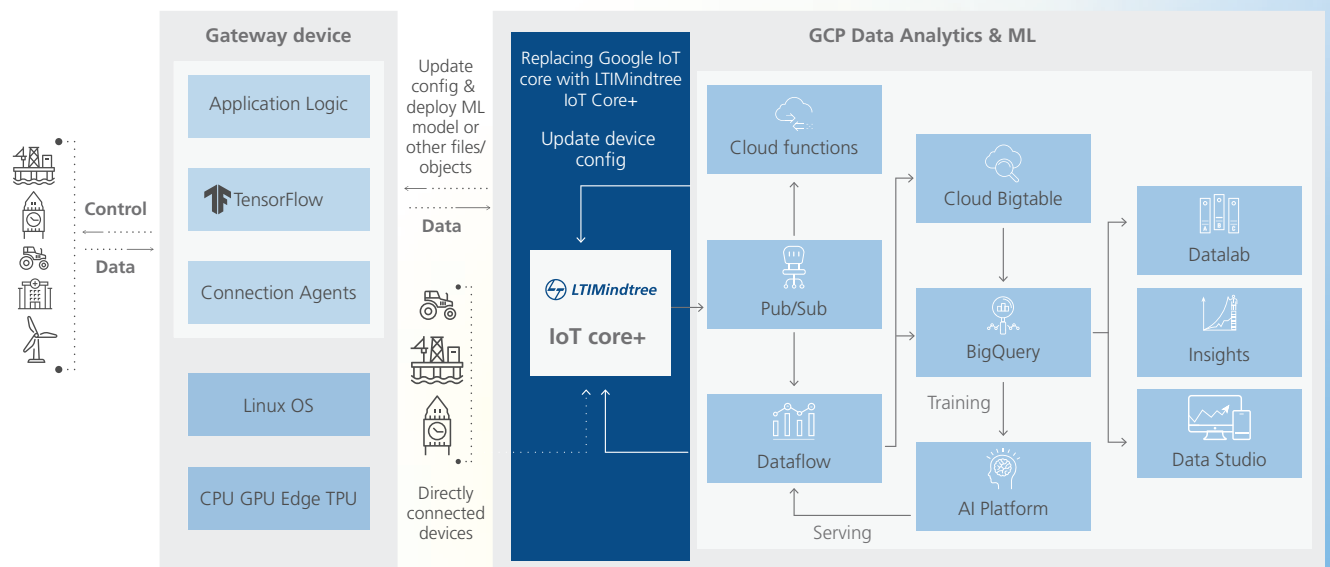 Gateway device
Application Logic
TensorFlow
Connection Agents
Linux OS
CPU GPU Edge TPU
Control
Data
Update
config &
deploy ML
model or
other files/
objects
Data
Directly
connected
devices
Replacing Google IoT
core with LTIMindtree
IoT Core+
Update device
config
LTIMindtree
IoT core+
GCP Data Analytics & ML
Cloud functions
Pub/Sub
Dataflow
Cloud Bigtable
BigQuery
Training
AI Platform
Serving
Datalab
Insights
Data Studio